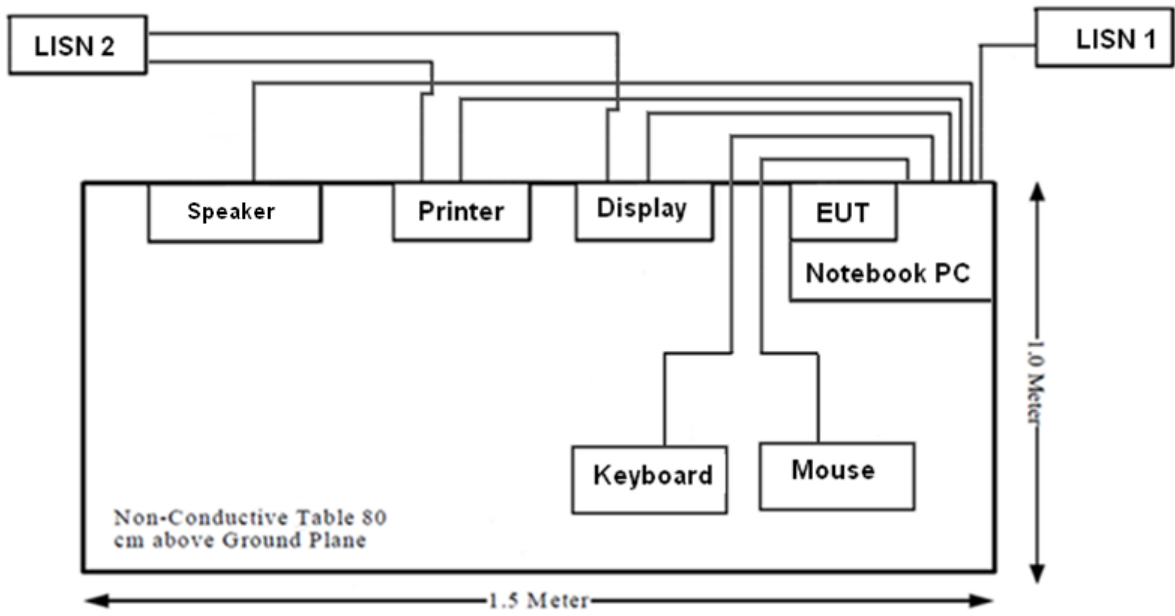 LISN 2
LISN 1
Speaker
Printer
Display
EUT
Notebook PC
1.0 Meter
Keyboard
Mouse
Non-Conductive Table 80
cm above Ground Plane
1.5 Meter